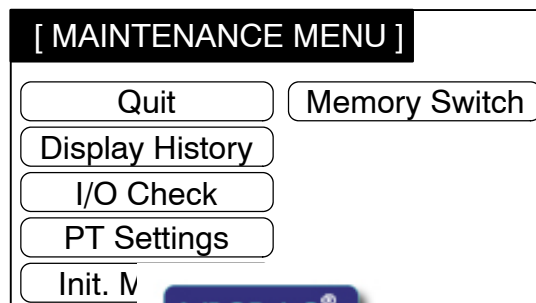 [ MAINTENANCE MENU ]
Quit
Memory Switch
Display History
I/O Check
PT Settings
Init.